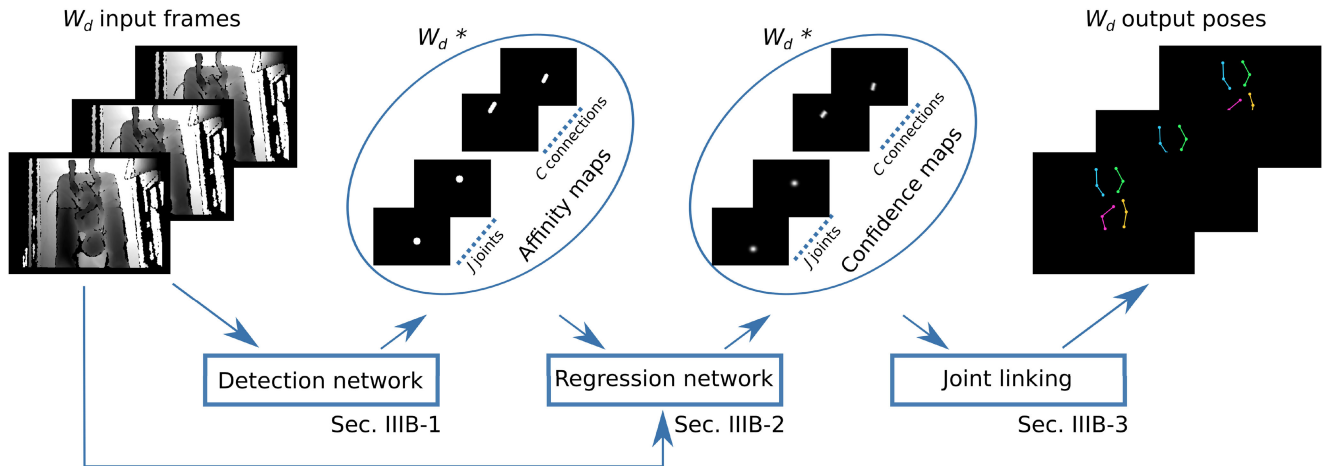 W_d input frames
W_d *
C connections
J joints
Affinity maps
W_d *
C connections
J joints
Confidence maps
W_d output poses
Detection network
Sec. IIIB-1
Regression network
Sec. IIIB-2
Joint linking
Sec. IIIB-3